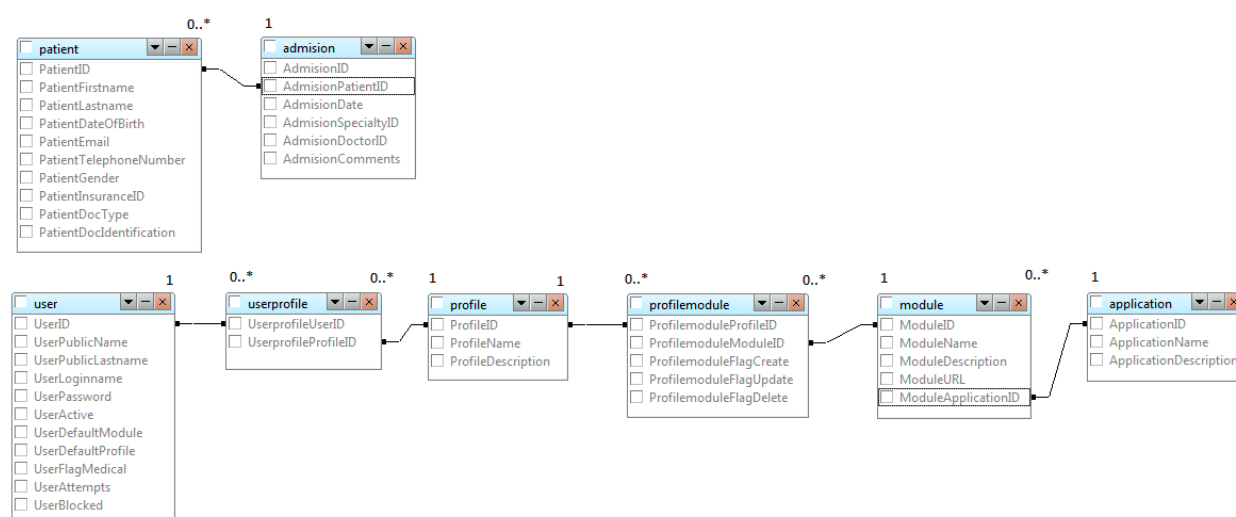 0..*
1
patient
PatientID
PatientFirstname
PatientLastname
PatientDateOfBirth
PatientEmail
PatientTelephoneNumber
PatientGender
PatientInsuranceID
PatientDocType
PatientDocIdentification
admision
AdmisionID
AdmisionPatientID
AdmisionDate
AdmisionSpecialtyID
AdmisionDoctorID
AdmisionComments
1
0..*
0..*
1
1
0..*
0..*
1
0..*
1
user
UserID
UserPublicName
UserPublicLastname
UserLoginname
UserPassword
UserActive
UserDefaultModule
UserDefaultProfile
UserFlagMedical
UserAttempts
UserBlocked
userprofile
UserprofileUserID
UserprofileProfileID
profile
ProfileID
ProfileName
ProfileDescription
profilemodule
ProfilemoduleProfileID
ProfilemoduleModuleID
ProfilemoduleFlagCreate
ProfilemoduleFlagUpdate
ProfilemoduleFlagDelete
module
ModuleID
ModuleName
ModuleDescription
ModuleURL
ModuleApplicationID
application
ApplicationID
ApplicationName
ApplicationDescription